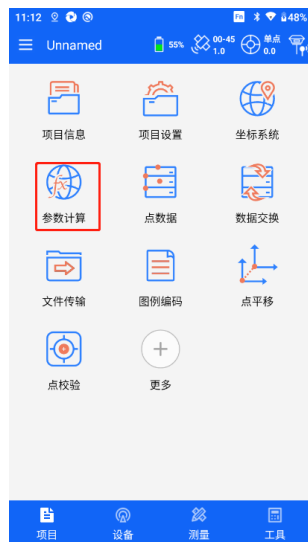 11:12 48%
Unnamed 55% 00-45 1.0 单点 0.0
项目信息 项目设置 坐标系统
fx
参数计算 点数据 数据交换
文件传输 图例编码 点平移
点校验 更多
项目 设备 测量 工具